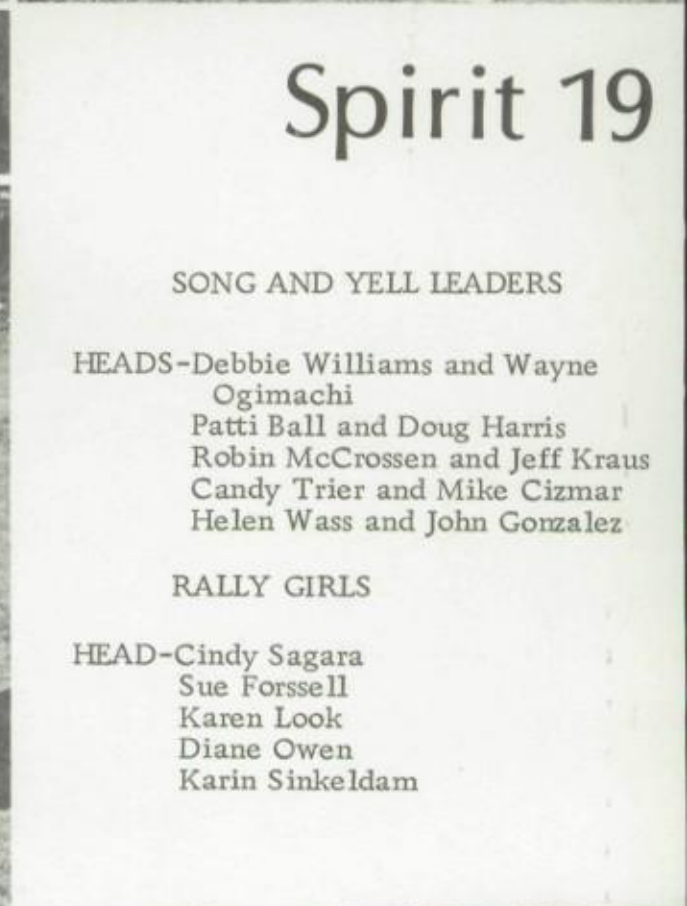 Spirit 19
SONG AND YELL LEADERS
HEADS-Debbie Williams and Wayne
Ogimachi
Patti Ball and Doug Harris
Robin McCrossen and Jeff Kraus
Candy Trier and Mike Cizmar
Helen Wass and John Gonzalez
RALLY GIRLS
HEAD-Cindy Sagara
Sue Forssell
Karen Look
Diane Owen
Karin Sinkeldam